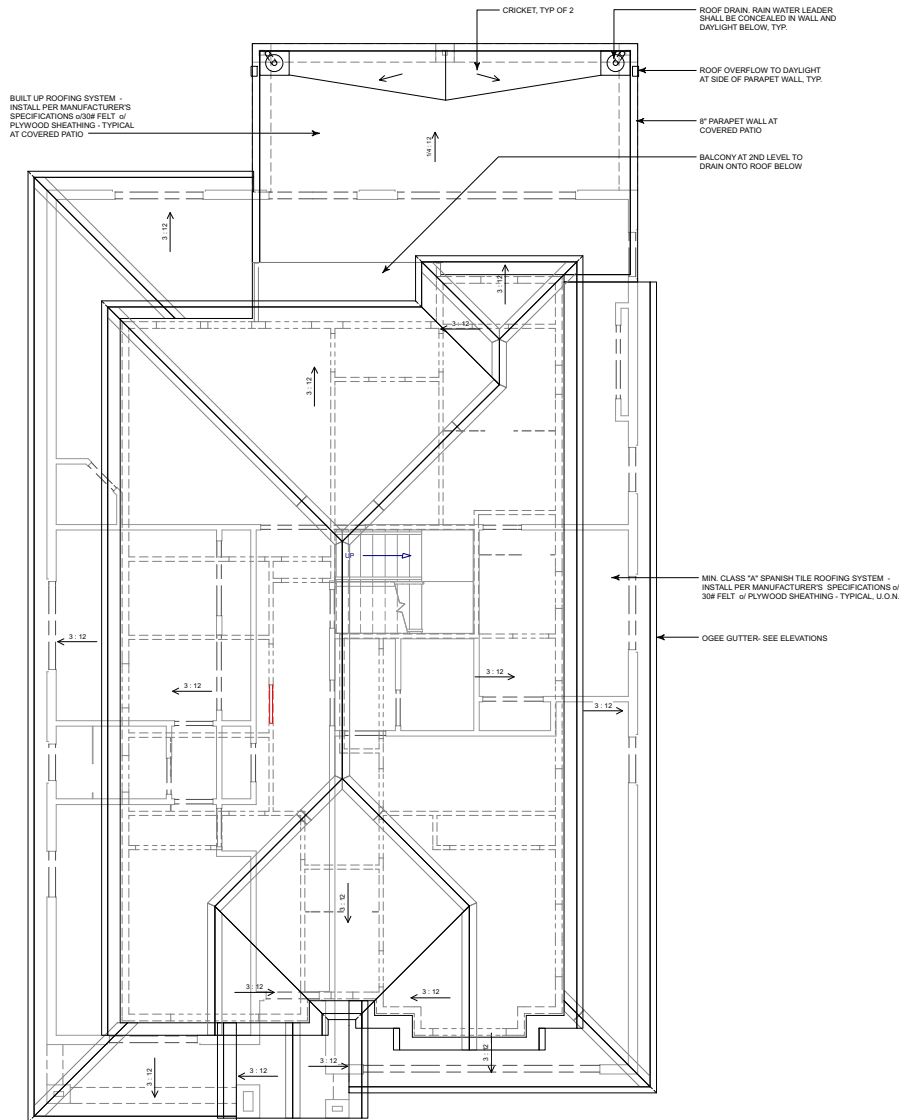 CRICKET, TYP OF 2
ROOF DRAIN. RAIN WATER LEADER
SHALL BE CONCEALED IN WALL AND
DAYLIGHT BELOW, TYP.
ROOF OVERFLOW TO DAYLIGHT
AT SIDE OF PARAPET WALL, TYP.
BUILT UP ROOFING SYSTEM -
INSTALL PER MANUFACTURER'S
SPECIFICATIONS o/30# FELT o/
PLYWOOD SHEATHING - TYPICAL
AT COVERED PATIO
8" PARAPET WALL AT
COVERED PATIO
1/4 : 12
BALCONY AT 2ND LEVEL TO
DRAIN ONTO ROOF BELOW
3 : 12
3 : 12
3 : 12
3 : 12
UP
MIN. CLASS "A" SPANISH TILE ROOFING SYSTEM -
INSTALL PER MANUFACTURER'S SPECIFICATIONS o/
30# FELT o/ PLYWOOD SHEATHING - TYPICAL, U.O.N.
OGEE GUTTER- SEE ELEVATIONS
3 : 12
3 : 12
3 : 12
3 : 12
3 : 12
3 : 12
3 : 12
3 : 12
3 : 12
3 : 12
3 : 12